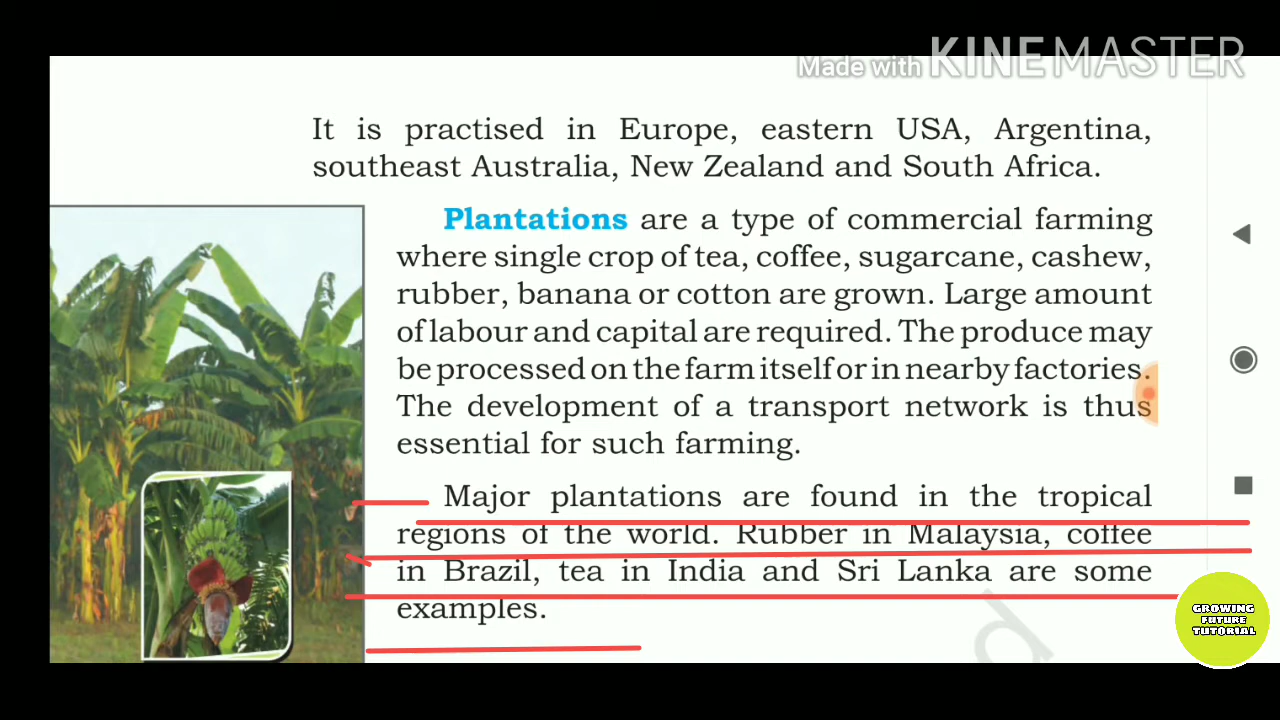 Made with KINEMASTER
It is practised in Europe, eastern USA, Argentina,
southeast Australia, New Zealand and South Africa.
Plantations are a type of commercial farming
where single crop of tea, coffee, sugarcane, cashew,
rubber, banana or cotton are grown. Large amount
of labour and capital are required. The produce may
be processed on the farm itself or in nearby factories.
The development of a transport network is thus
essential for such farming.
Major plantations are found in the tropical
regions of the world. Rubber in Malaysia, coffee
in Brazil, tea in India and Sri Lanka are some
examples.
GROWING
FUTURE
TUTORIAL